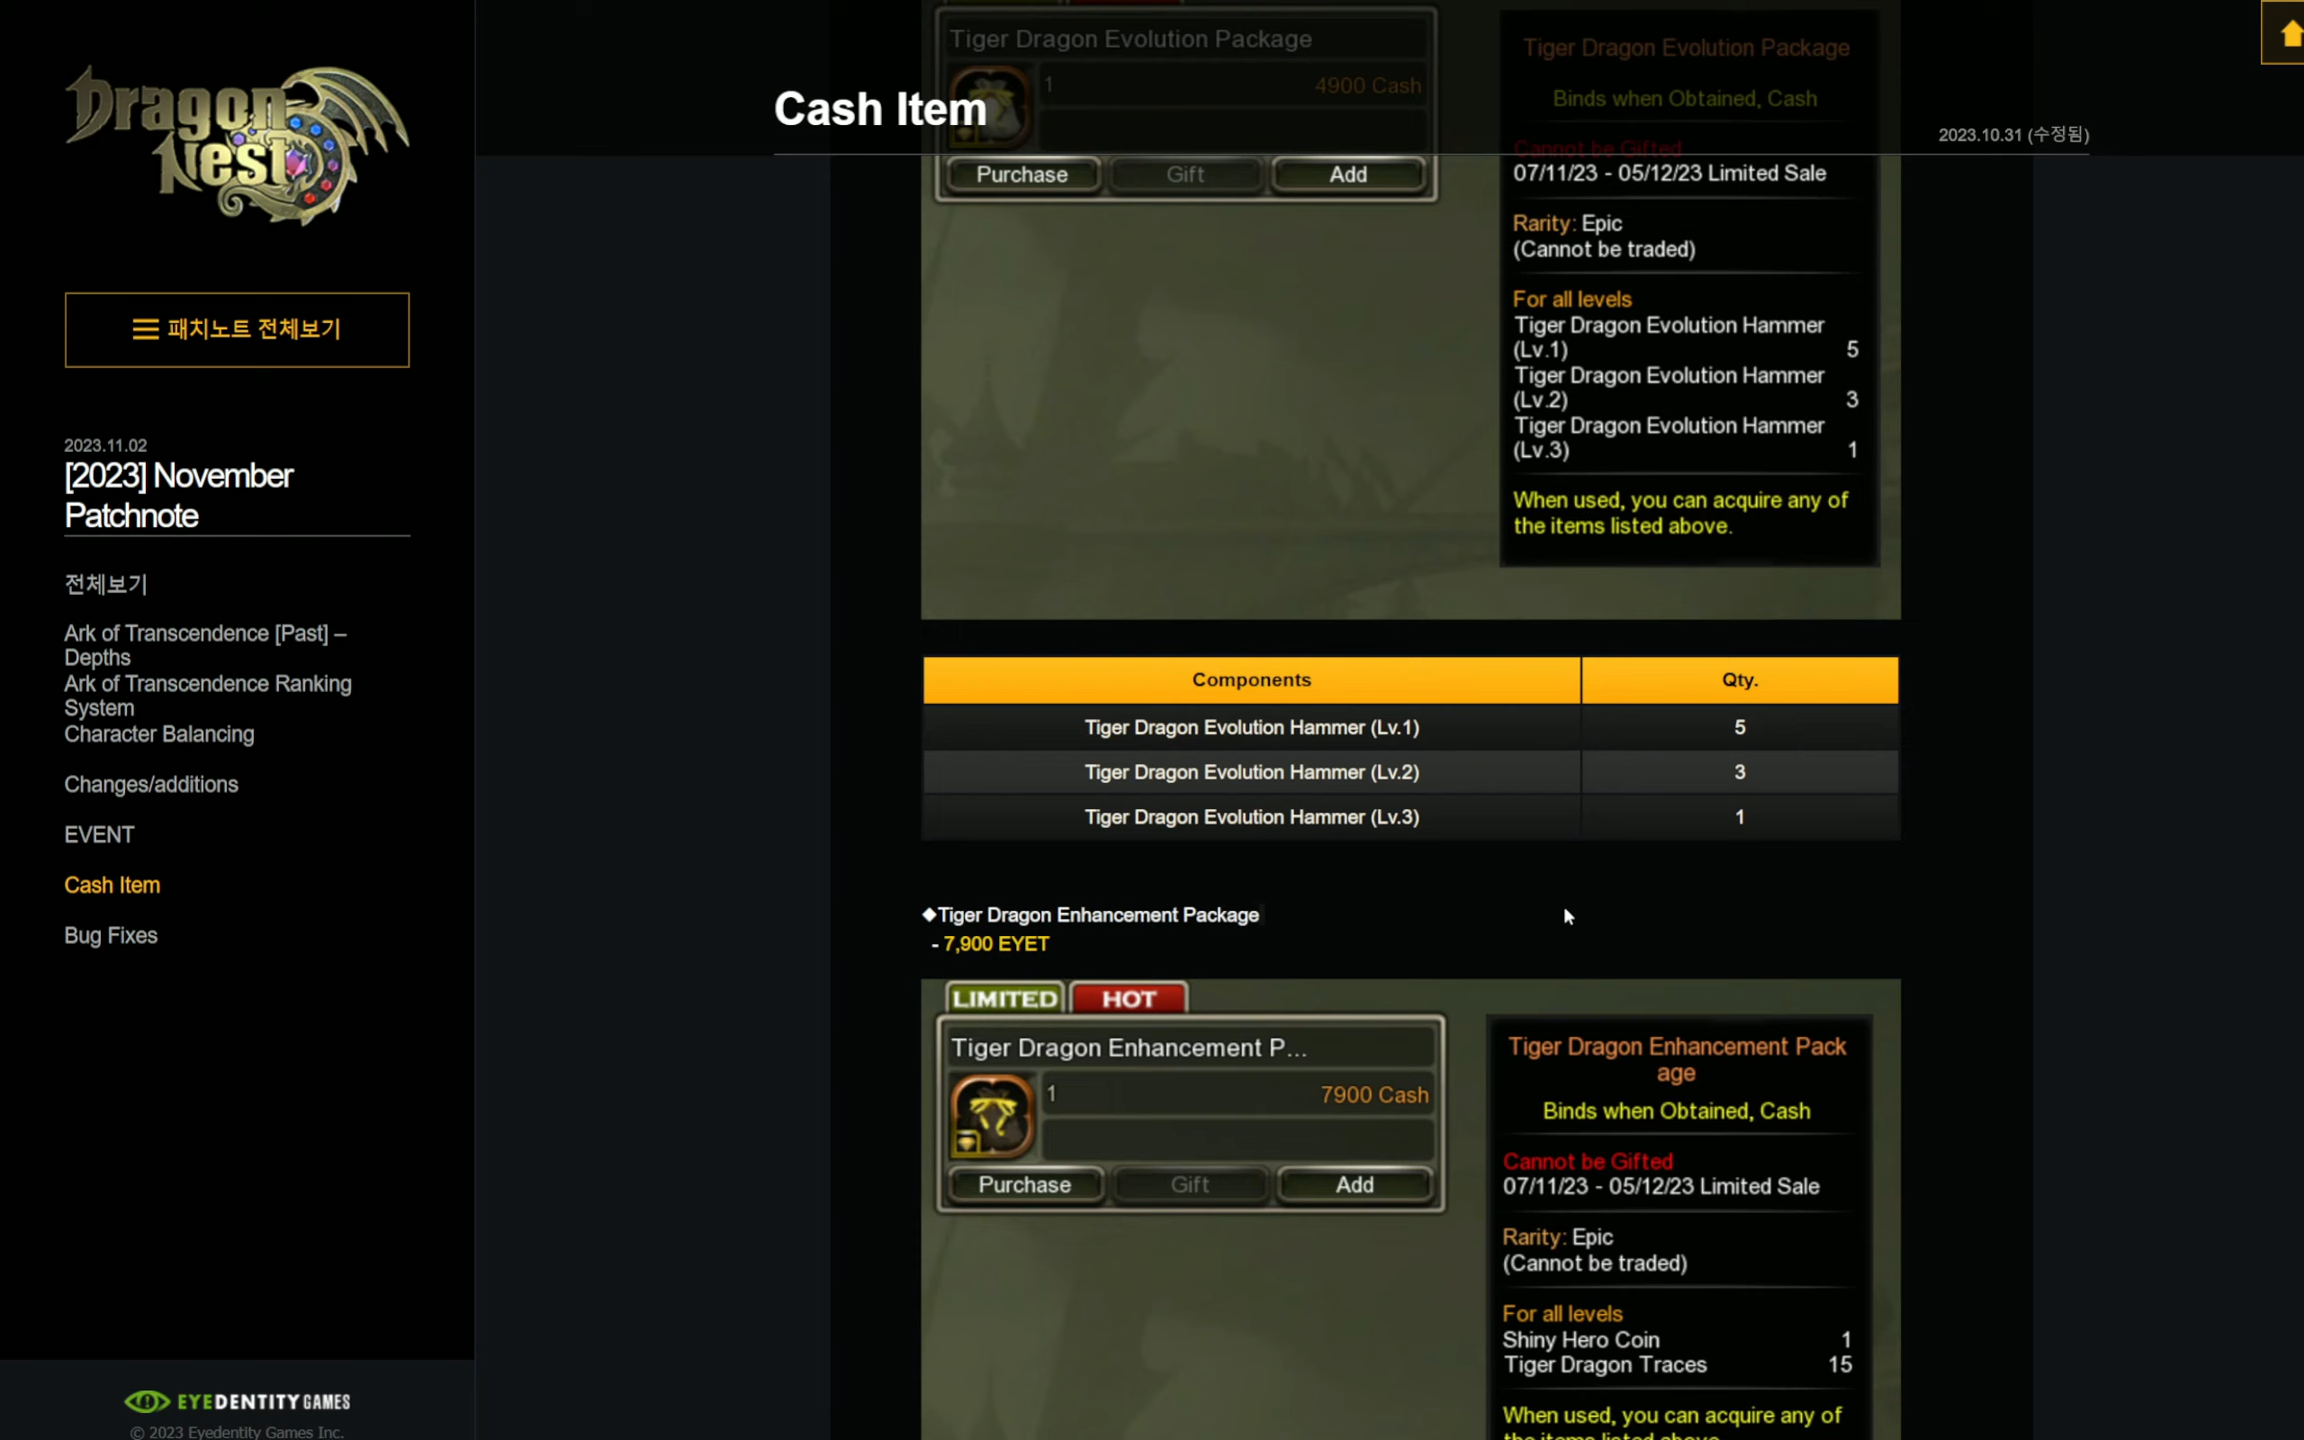 Dragon
Nest
패치노트 전체보기
2023.11.02
[2023] November
Patchnote
전체보기
Ark of Transcendence [Past] –
Depths
Ark of Transcendence Ranking
System
Character Balancing
Changes/additions
EVENT
Cash Item
Bug Fixes
EYEDENTITY GAMES
© 2023 Eyedentity Games Inc.
Cash Item
2023.10.31 (수정됨)
Tiger Dragon Evolution Package
1 4900 Cash
Purchase Gift Add
Tiger Dragon Evolution Package
Binds when Obtained, Cash
Cannot be Gifted
07/11/23 - 05/12/23 Limited Sale
Rarity: Epic
(Cannot be traded)
For all levels
Tiger Dragon Evolution Hammer
(Lv.1) 5
Tiger Dragon Evolution Hammer
(Lv.2) 3
Tiger Dragon Evolution Hammer
(Lv.3) 1
When used, you can acquire any of
the items listed above.
Components Qty.
Tiger Dragon Evolution Hammer (Lv.1) 5
Tiger Dragon Evolution Hammer (Lv.2) 3
Tiger Dragon Evolution Hammer (Lv.3) 1
◆Tiger Dragon Enhancement Package
- 7,900 EYET
LIMITED HOT
Tiger Dragon Enhancement P...
1 7900 Cash
Purchase Gift Add
Tiger Dragon Enhancement Pack
age
Binds when Obtained, Cash
Cannot be Gifted
07/11/23 - 05/12/23 Limited Sale
Rarity: Epic
(Cannot be traded)
For all levels
Shiny Hero Coin 1
Tiger Dragon Traces 15
When used, you can acquire any of
the items listed above